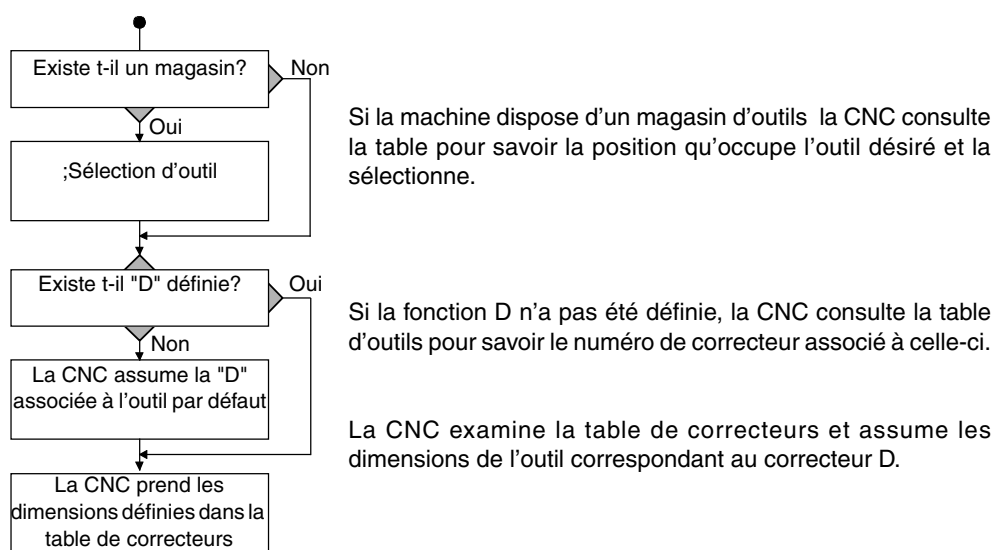 Existe t-il un magasin?
Non
Oui
;Sélection d'outil
Si la machine dispose d'un magasin d'outils la CNC consulte
la table pour savoir la position qu'occupe l'outil désiré et la
sélectionne.
Existe t-il "D" définie?
Oui
Non
Si la fonction D n'a pas été définie, la CNC consulte la table
d'outils pour savoir le numéro de correcteur associé à celle-ci.
La CNC assume la "D"
associée à l'outil par défaut
La CNC examine la table de correcteurs et assume les
dimensions de l'outil correspondant au correcteur D.
La CNC prend les
dimensions définies dans la
table de correcteurs